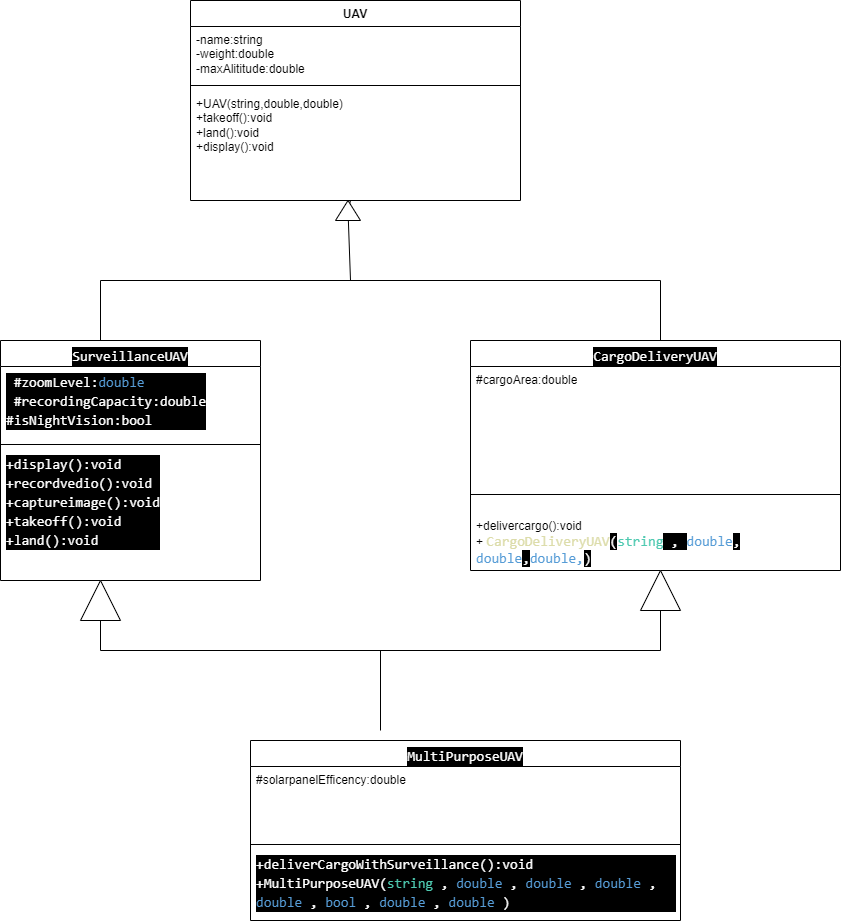 UAV
-name:string
-weight:double
-maxAlititude:double
+UAV(string,double,double)
+takeoff():void
+land():void
+display():void
SurveillanceUAV
#zoomLevel:double
#recordingCapacity:double
#isNightVision:bool
+display():void
+recordvedio():void
+captureimage():void
+takeoff():void
+land():void
CargoDeliveryUAV
#cargoArea:double
+delivercargo():void
+ CargoDeliveryUAV(string , double,
double,double,)
MultiPurposeUAV
#solarpanelEfficency:double
+deliverCargoWithSurveillance():void
+MultiPurposeUAV(string , double , double , double ,
double , bool , double , double )